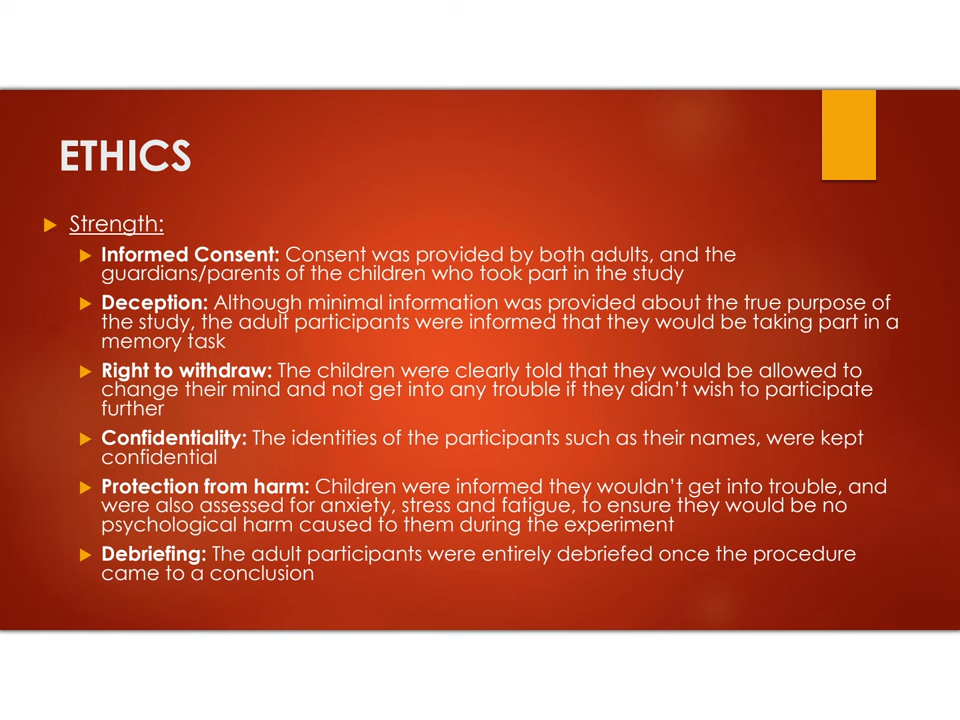 ETHICS
Strength:
Informed Consent: Consent was provided by both adults, and the
guardians/parents of the children who took part in the study
Deception: Although minimal information was provided about the true purpose of
the study, the adult participants were informed that they would be taking part in a
memory task
Right to withdraw: The children were clearly told that they would be allowed to
change their mind and not get into any trouble if they didn’t wish to participate
further
Confidentiality: The identities of the participants such as their names, were kept
confidential
Protection from harm: Children were informed they wouldn’t get into trouble, and
were also assessed for anxiety, stress and fatigue, to ensure they would be no
psychological harm caused to them during the experiment
Debriefing: The adult participants were entirely debriefed once the procedure
came to a conclusion